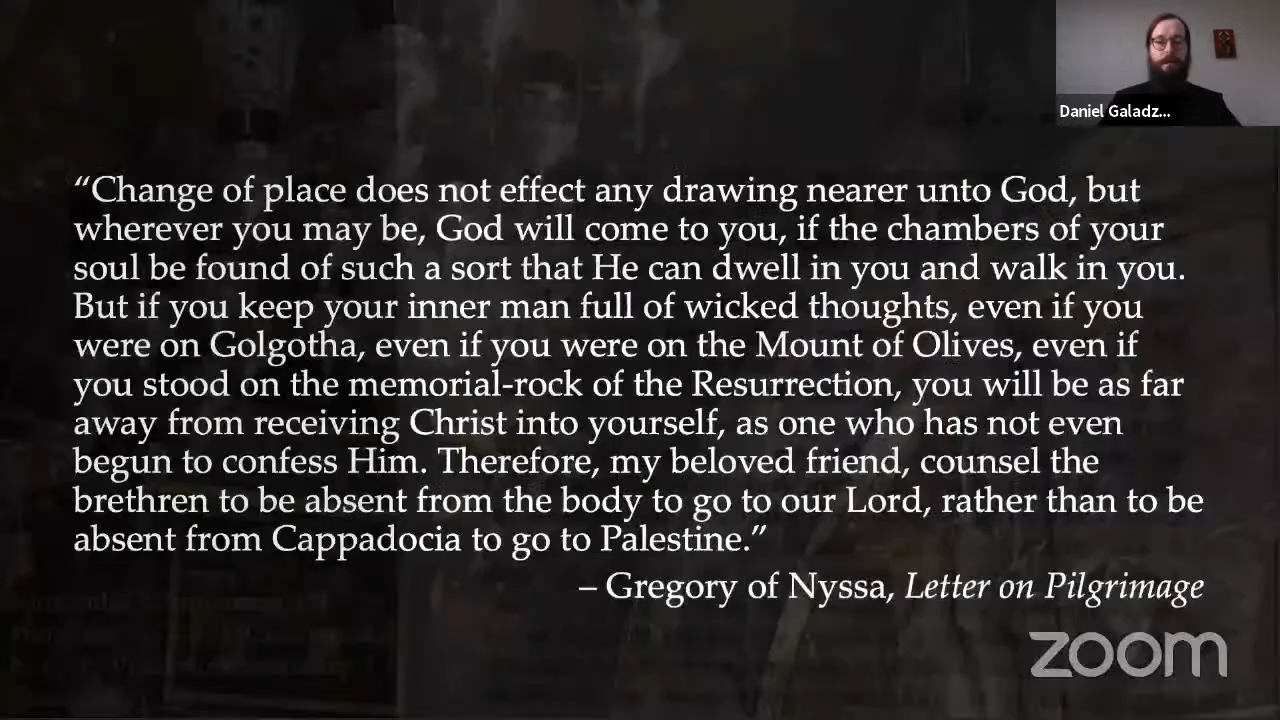 Daniel Galadz...
“Change of place does not effect any drawing nearer unto God, but
wherever you may be, God will come to you, if the chambers of your
soul be found of such a sort that He can dwell in you and walk in you.
But if you keep your inner man full of wicked thoughts, even if you
were on Golgotha, even if you were on the Mount of Olives, even if
you stood on the memorial-rock of the Resurrection, you will be as far
away from receiving Christ into yourself, as one who has not even
begun to confess Him. Therefore, my beloved friend, counsel the
brethren to be absent from the body to go to our Lord, rather than to be
absent from Cappadocia to go to Palestine.”
– Gregory of Nyssa, Letter on Pilgrimage
zoom